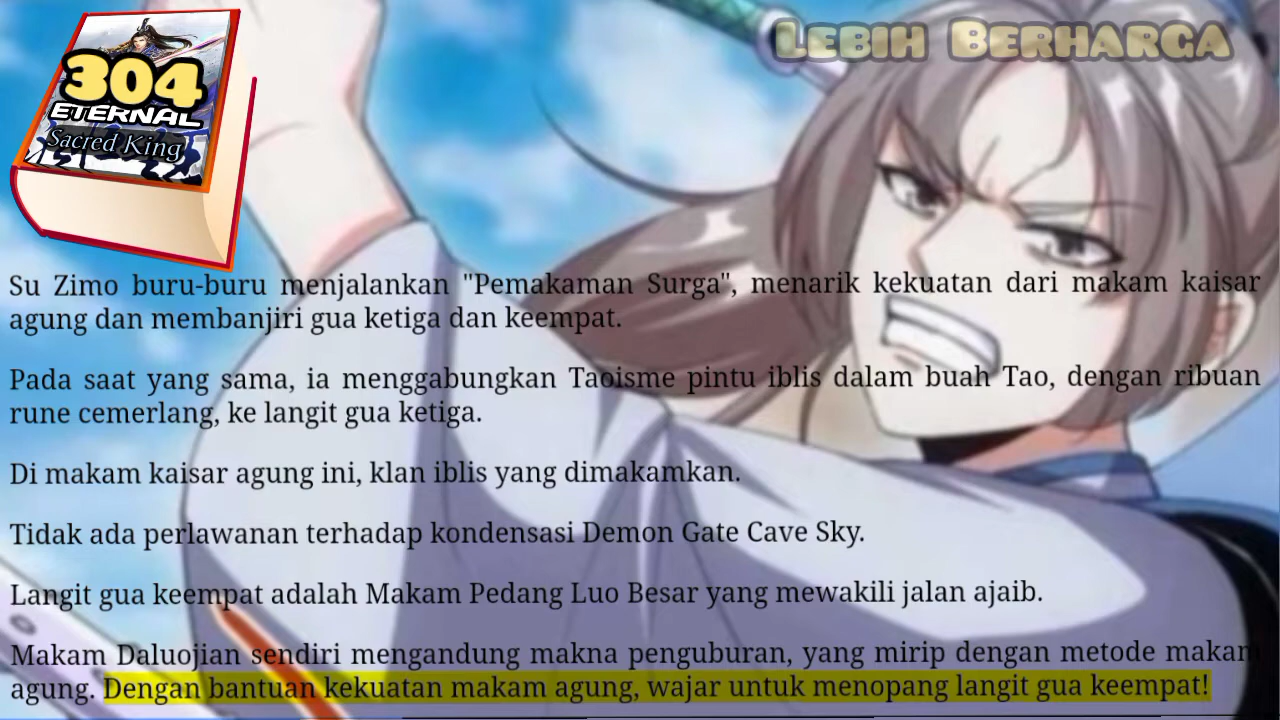 LEBIH BERHARGA
304
ETERNAL
Sacred King
Su Zimo buru-buru menjalankan "Pemakaman Surga", menarik kekuatan dari makam kaisar
agung dan membanjiri gua ketiga dan keempat.
Pada saat yang sama, ia menggabungkan Taoisme pintu iblis dalam buah Tao, dengan ribuan
rune cemerlang, ke langit gua ketiga.
Di makam kaisar agung ini, klan iblis yang dimakamkan.
Tidak ada perlawanan terhadap kondensasi Demon Gate Cave Sky.
Langit gua keempat adalah Makam Pedang Luo Besar yang mewakili jalan ajaib.
Makam Daluojian sendiri mengandung makna penguburan, yang mirip dengan metode makam
agung. Dengan bantuan kekuatan makam agung, wajar untuk menopang langit gua keempat!